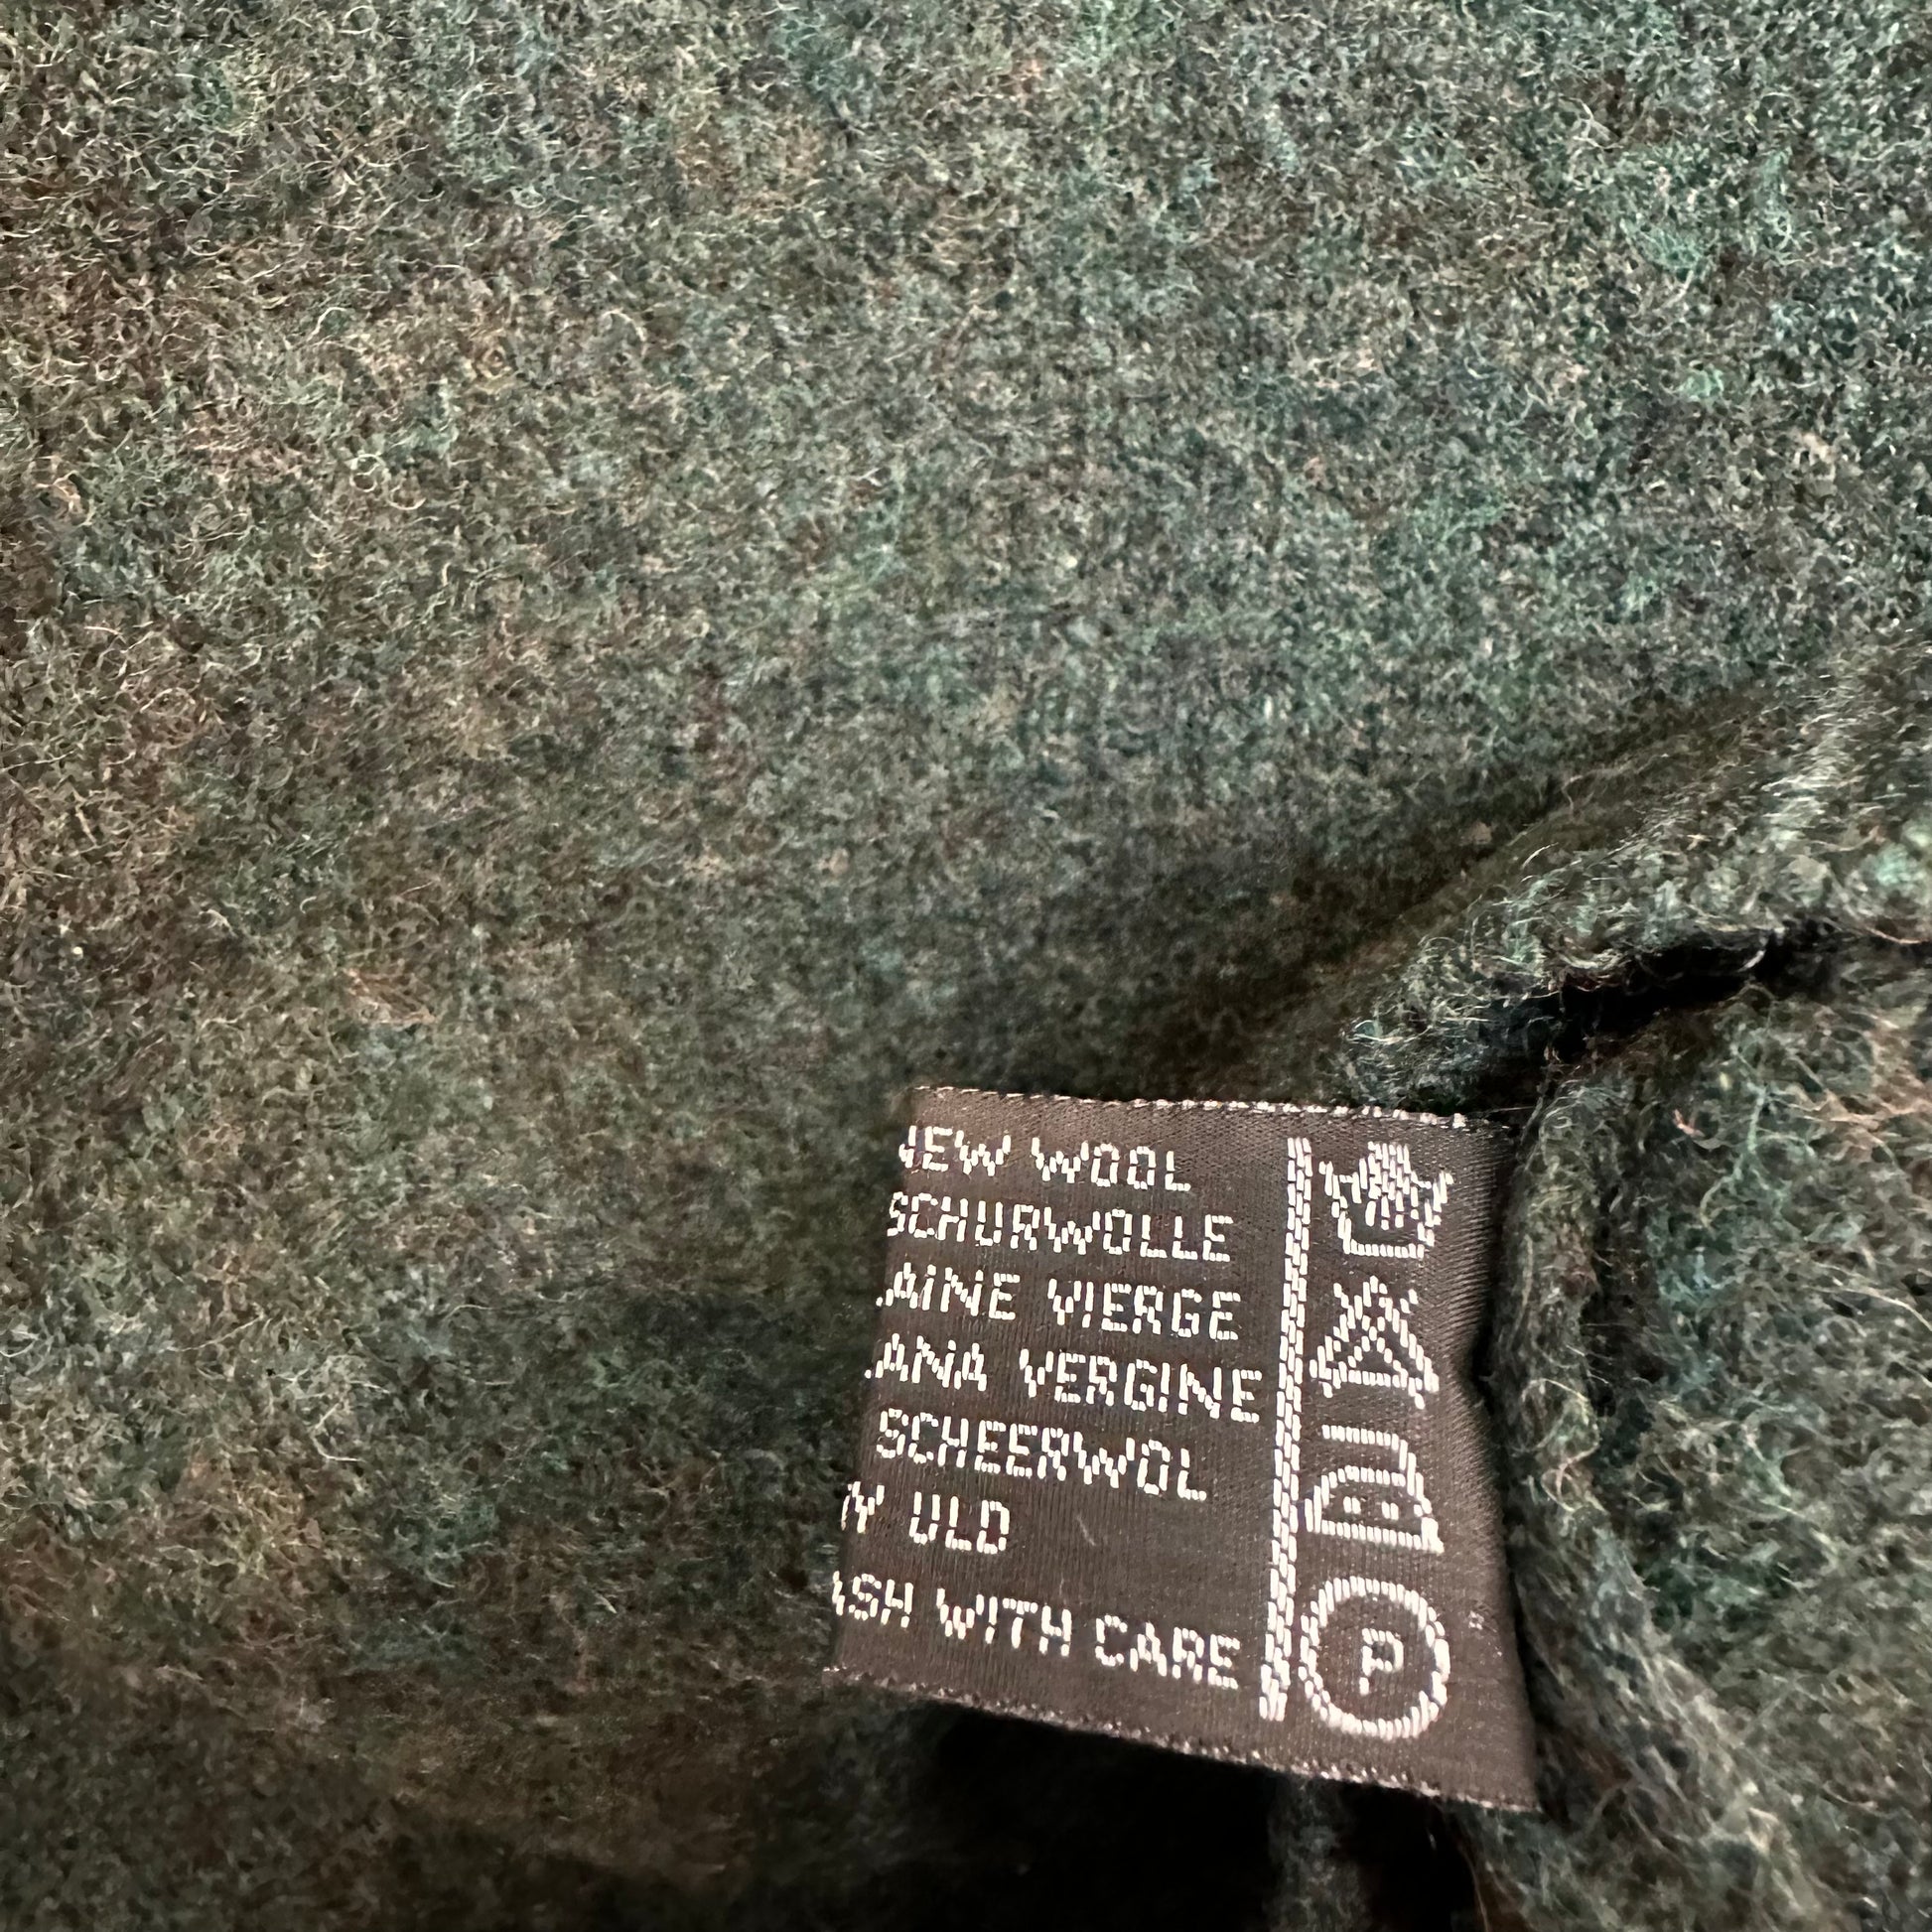 NEW WOOL
SCHURWOLLE
LAINE VIERGE
LANA VERGINE
SCHEERWOL
NY ULD
WASH WITH CARE
P